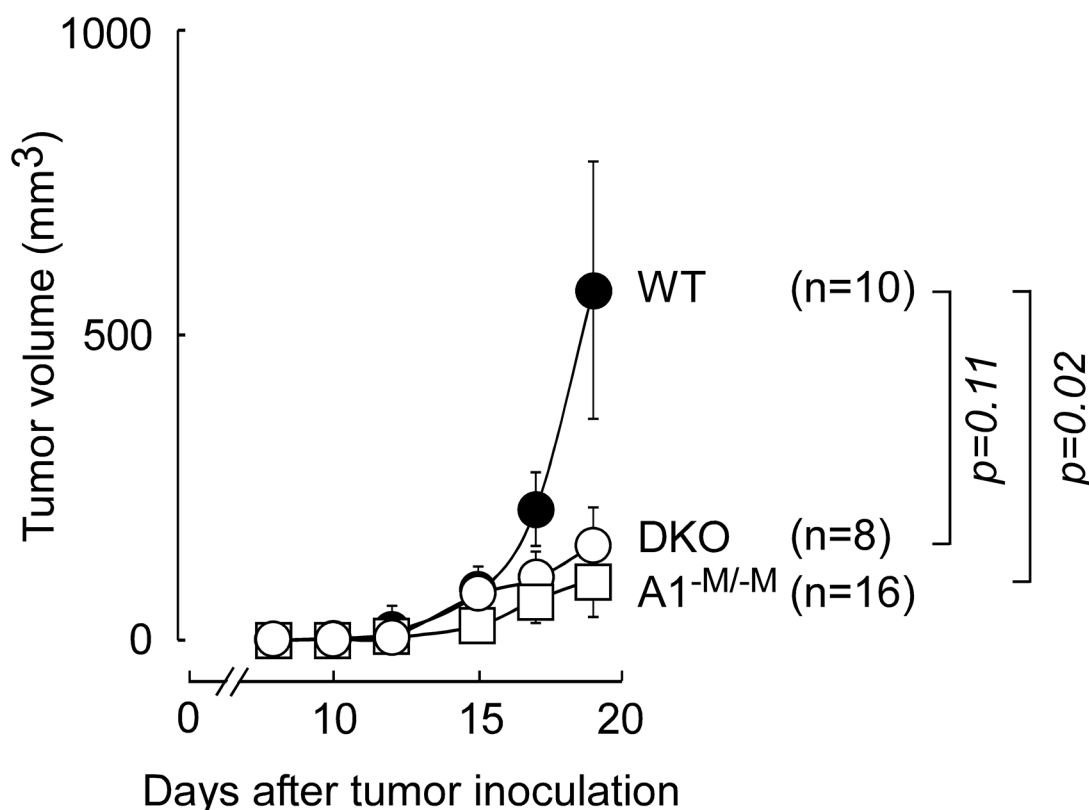 1000
500
0
Tumor volume (mm3)
WT (n=10)
DKO (n=8)
A1-M/-M (n=16)
p=0.11
p=0.02
0 10 15 20
Days after tumor inoculation